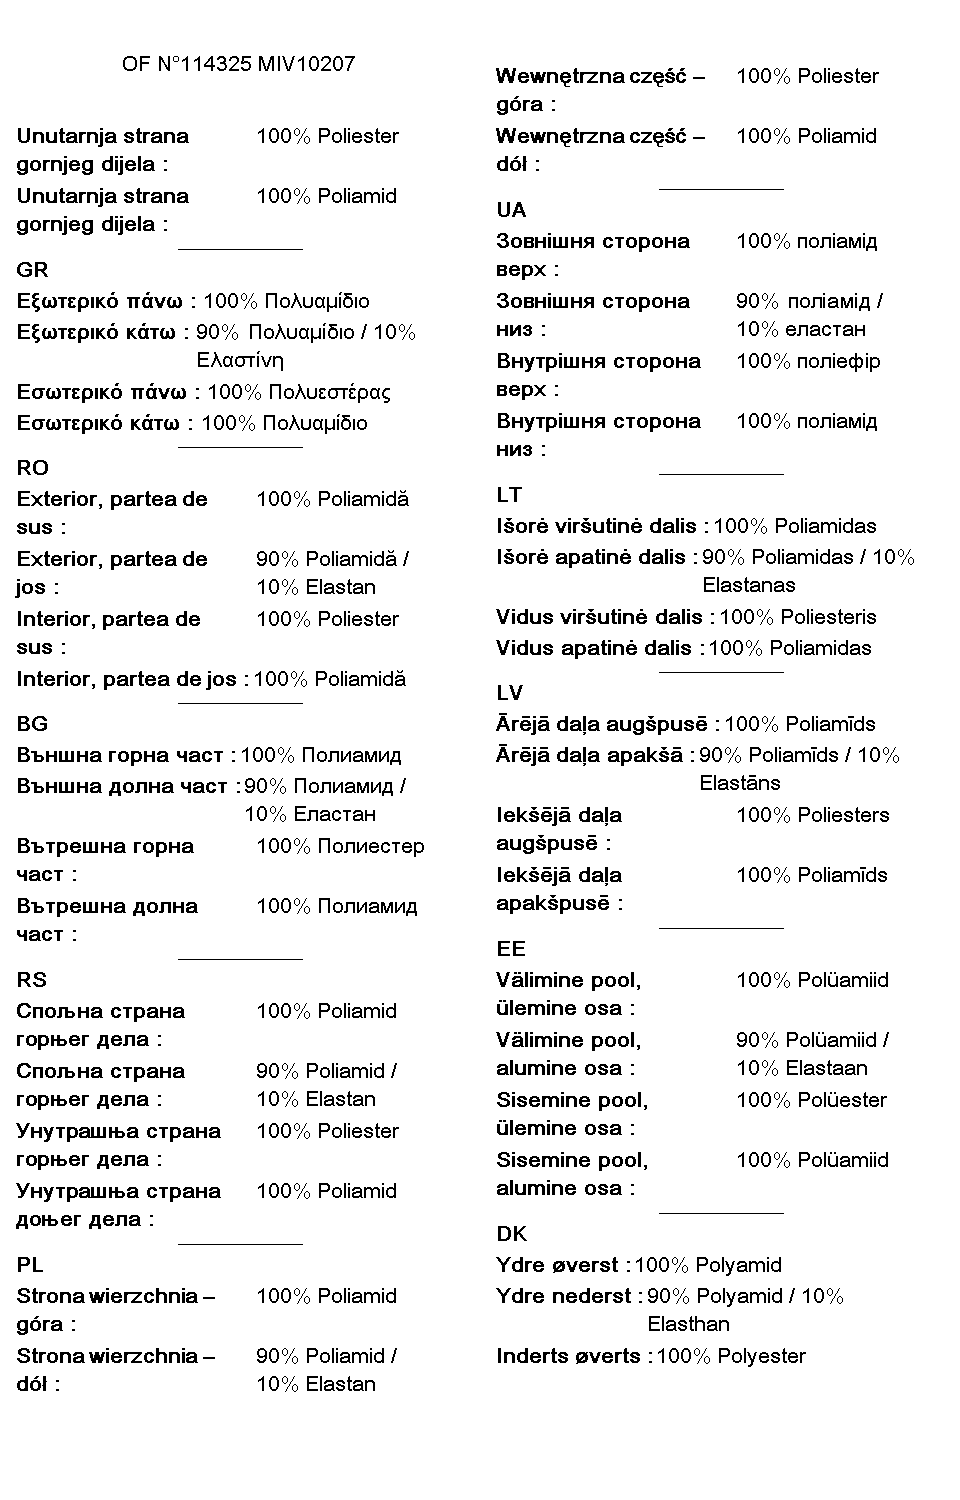 OF N°114325 MIV10207
Unutarnja strana 100% Poliester
gornjeg dijela :
Unutarnja strana 100% Poliamid
gornjeg dijela :
GR
Εξωτερικό πάνω : 100% Πολυαμίδιο
Εξωτερικό κάτω : 90% Πολυαμίδιο / 10%
Ελαστίνη
Εσωτερικό πάνω : 100% Πολυεστέρας
Εσωτερικό κάτω : 100% Πολυαμίδιο
RO
Exterior, partea de 100% Poliamidă
sus :
Exterior, partea de 90% Poliamidă /
jos : 10% Elastan
Interior, partea de 100% Poliester
sus :
Interior, partea de jos : 100% Poliamidă
BG
Външна горна част : 100% Полиамид
Външна долна част : 90% Полиамид /
10% Еластан
Вътрешна горна 100% Полиестер
част :
Вътрешна долна 100% Полиамид
част :
RS
Спољна страна 100% Poliamid
горњег дела :
Спољна страна 90% Poliamid /
горњег дела : 10% Elastan
Унутрашња страна 100% Poliester
горњег дела :
Унутрашња страна 100% Poliamid
доњег дела :
PL
Strona wierzchnia – 100% Poliamid
góra :
Strona wierzchnia – 90% Poliamid /
dół : 10% Elastan
Wewnętrzna część – 100% Poliester
góra :
Wewnętrzna część – 100% Poliamid
dół :
UA
Зовнішня сторона 100% поліамід
верх :
Зовнішня сторона 90% поліамід /
низ : 10% еластан
Внутрішня сторона 100% поліефір
верх :
Внутрішня сторона 100% поліамід
низ :
LT
Išorė viršutinė dalis : 100% Poliamidas
Išorė apatinė dalis : 90% Poliamidas / 10%
Elastanas
Vidus viršutinė dalis : 100% Poliesteris
Vidus apatinė dalis : 100% Poliamidas
LV
Ārējā daļa augšpusē : 100% Poliamīds
Ārējā daļa apakšā : 90% Poliamīds / 10%
Elastāns
Iekšējā daļa 100% Poliesters
augšpusē :
Iekšējā daļa 100% Poliamīds
apakšpusē :
EE
Välimine pool, 100% Polüamiid
ülemine osa :
Välimine pool, 90% Polüamiid /
alumine osa : 10% Elastaan
Sisemine pool, 100% Polüester
ülemine osa :
Sisemine pool, 100% Polüamiid
alumine osa :
DK
Ydre øverst : 100% Polyamid
Ydre nederst : 90% Polyamid / 10%
Elasthan
Inderts øverts : 100% Polyester